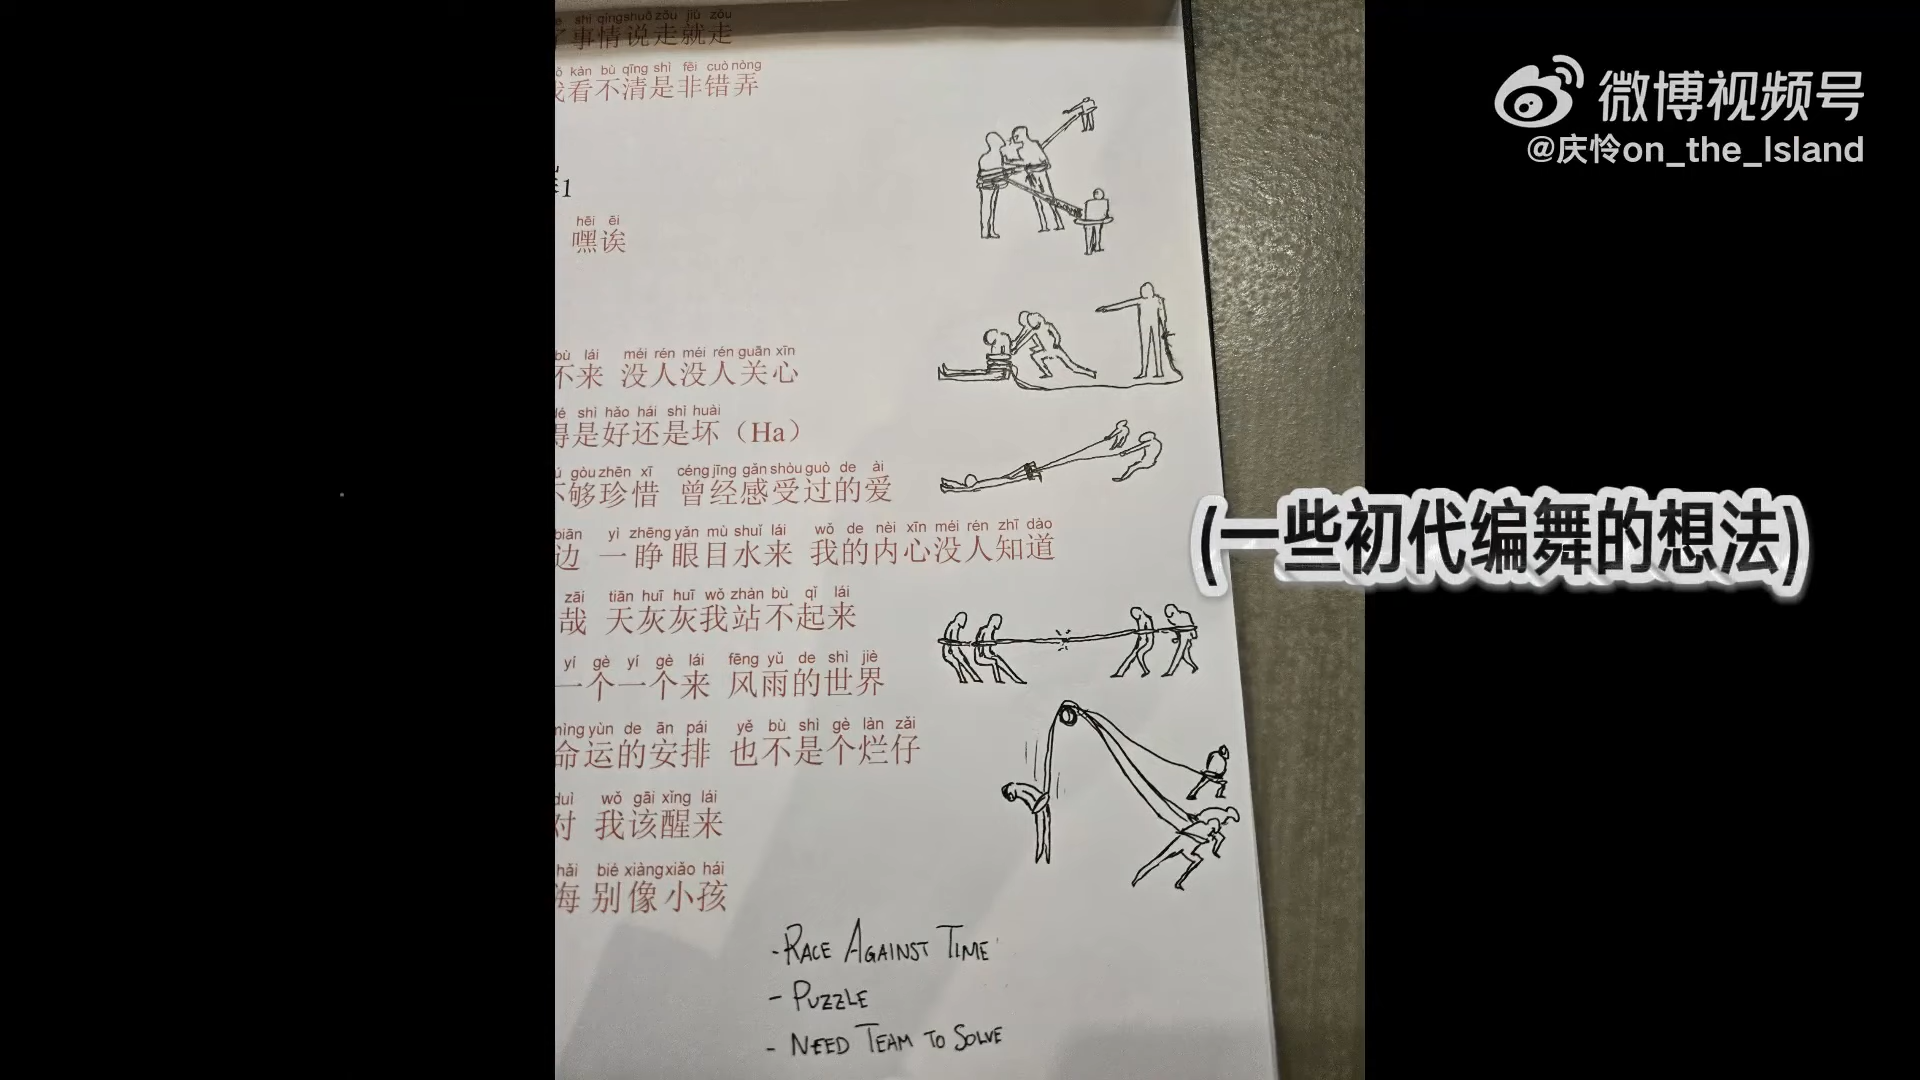 shì qíng shuō zǒu jiù zǒu
了事情说走就走
kàn bù qīng shì fēi cuò nòng
我看不清是非错弄
1
hēi ēi
嘿诶
bù lái méi rén méi rén guān xīn
不来 没人没人关心
shì hǎo hái shì huài
得是好还是坏（Ha）
gòu zhēn xī céng jīng gǎn shòu guò de ài
不够珍惜 曾经感受过的爱
biān yì zhēng yǎn mù shuǐ lái wǒ de nèi xīn méi rén zhī dào
边 一睁眼目水来 我的内心没人知道
zāi tiān huī huī wǒ zhàn bù qǐ lái
哉 天灰灰我站不起来
yí gè yí gè lái fēng yǔ de shì jiè
一个一个来 风雨的世界
mìng yùn de ān pái yě bù shì gè làn zǎi
命运的安排 也不是个烂仔
duì wǒ gāi xǐng lái
对 我该醒来
hǎi bié xiàng xiǎo hái
海 别像小孩
- RACE AGAINST TIME
- PUZZLE
- NEED TEAM TO SOLVE
(一些初代编舞的想法)
微博视频号
@庆怜on_the_Island